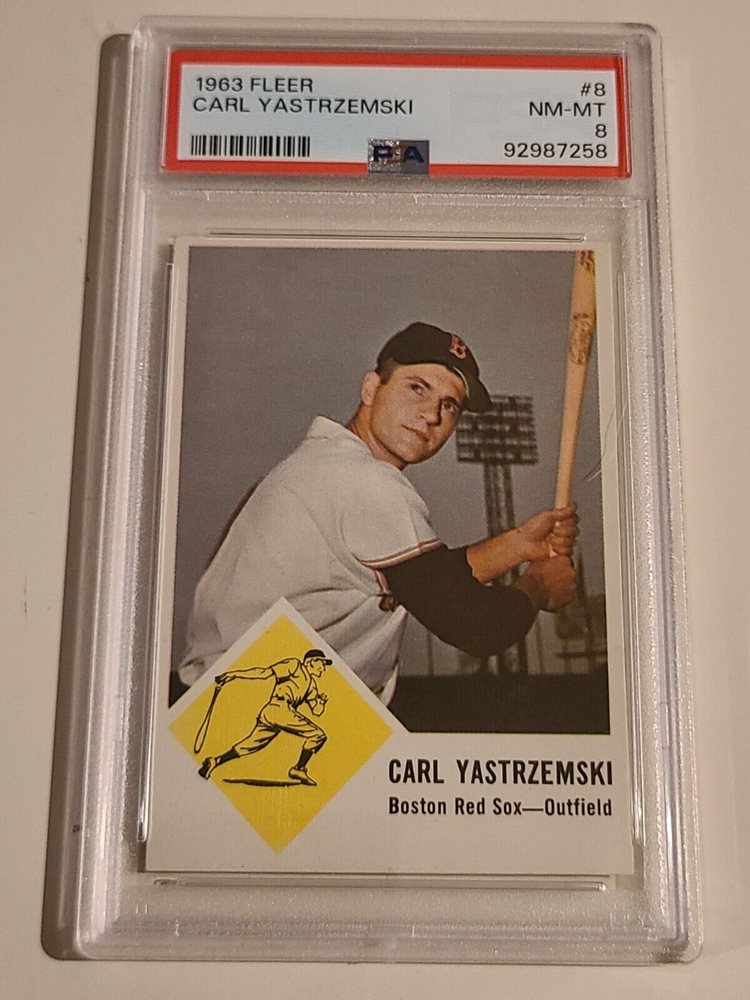 1963 FLEER #8
CARL YASTRZEMSKI NM-MT
8
PSA 92987258
B
CARL YASTRZEMSKI
Boston Red Sox—Outfield